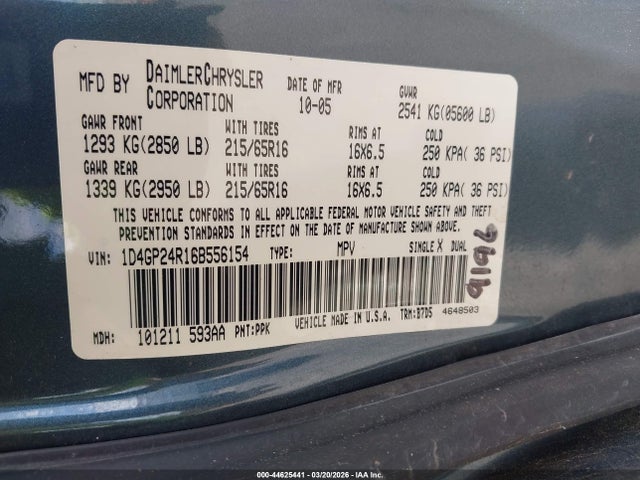 MFD BY DAIMLERCHRYSLER CORPORATION DATE OF MFR 10-05 GVWR 2541 KG(05600 LB)
GAWR FRONT WITH TIRES RIMS AT COLD
1293 KG(2850 LB) 215/65R16 16X6.5 250 KPA( 36 PSI)
GAWR REAR WITH TIRES RIMS AT COLD
1339 KG(2950 LB) 215/65R16 16X6.5 250 KPA( 36 PSI)
THIS VEHICLE CONFORMS TO ALL APPLICABLE FEDERAL MOTOR VEHICLE SAFETY AND THEFT
PREVENTION STANDARDS IN EFFECT ON THE DATE OF MANUFACTURE SHOWN ABOVE.
VIN: 1D4GP24R16B556154 TYPE: MPV SINGLE X DUAL
9196
MDH: 101211 593AA PNT:PPK VEHICLE MADE IN U.S.A. TRM:B7D5 4648503
000-44625441 - 03/20/2026 - IAA Inc.